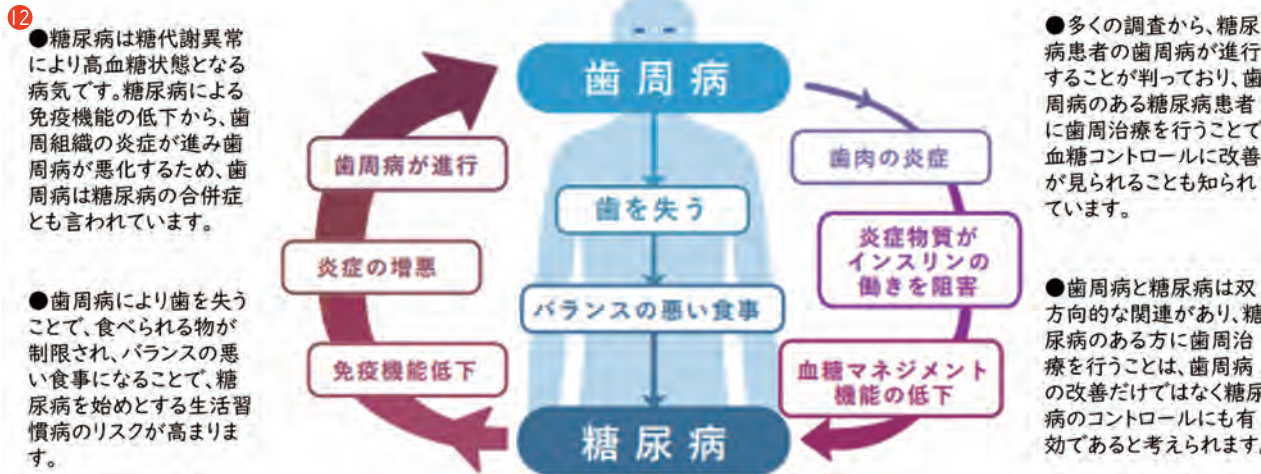 12
●糖尿病は糖代謝異常
により高血糖状態となる
病気です。糖尿病による
免疫機能の低下から、歯
周組織の炎症が進み歯
周病が悪化するため、歯
周病は糖尿病の合併症
とも言われています。
●歯周病により歯を失う
ことで、食べられる物が
制限され、バランスの悪
い食事になることで、糖
尿病を始めとする生活習
慣病のリスクが高まりま
す。
歯周病
歯周病が進行
炎症の増悪
免疫機能低下
歯を失う
バランスの悪い食事
糖尿病
歯肉の炎症
炎症物質が
インスリンの
働きを阻害
血糖マネジメント
機能の低下
●多くの調査から、糖尿
病患者の歯周病が進行
することが判っており、歯
周病のある糖尿病患者
に歯周治療を行うことで
血糖コントロールに改善
が見られることも知られ
ています。
●歯周病と糖尿病は双
方向的な関連があり、糖
尿病のある方に歯周治
療を行うことは、歯周病
の改善だけではなく糖尿
病のコントロールにも有
効であると考えられます。